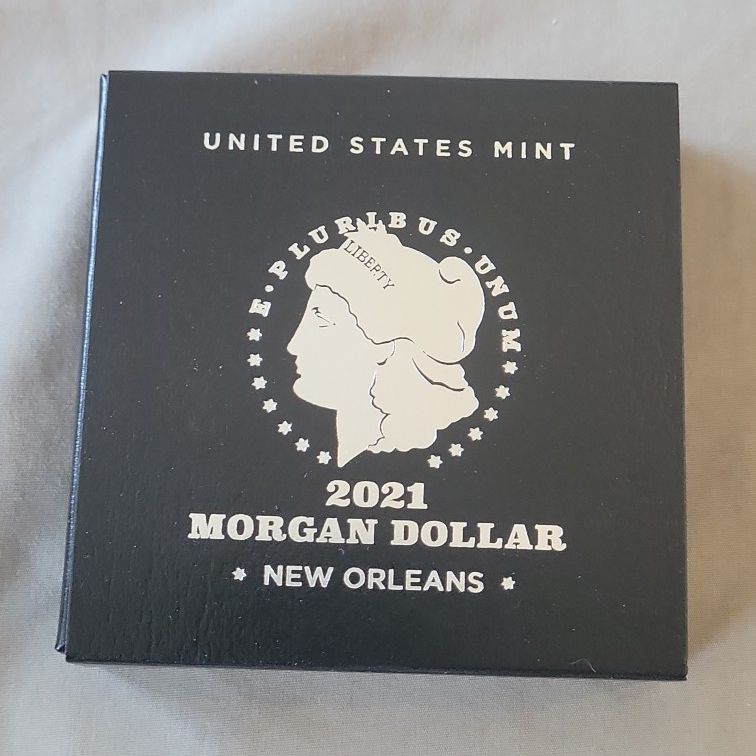 UNITED STATES MINT
E·PLURIBUS·UNUM
LIBERTY
2021
MORGAN DOLLAR
* NEW ORLEANS *